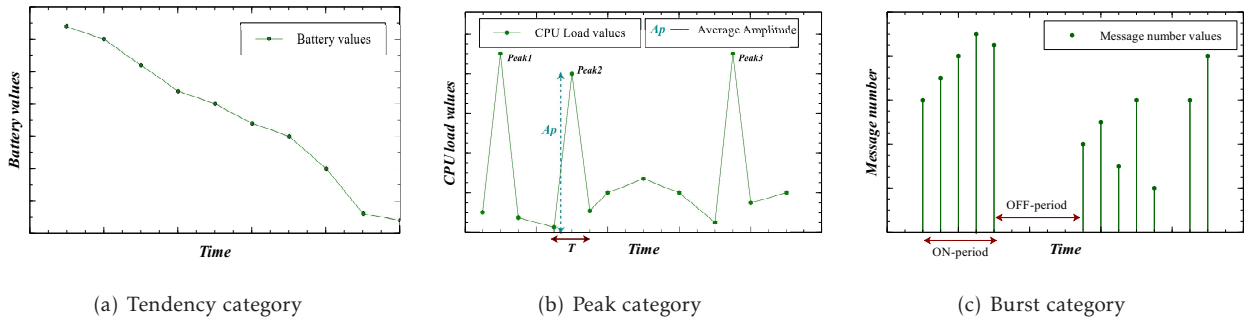 Battery values
Battery values
Time
(a) Tendency category
CPU Load values
Ap
Average Amplitude
Peak1
Peak2
Peak3
Ap
CPU load values
T
Time
(b) Peak category
Message number values
Message number
OFF-period
ON-period
Time
(c) Burst category